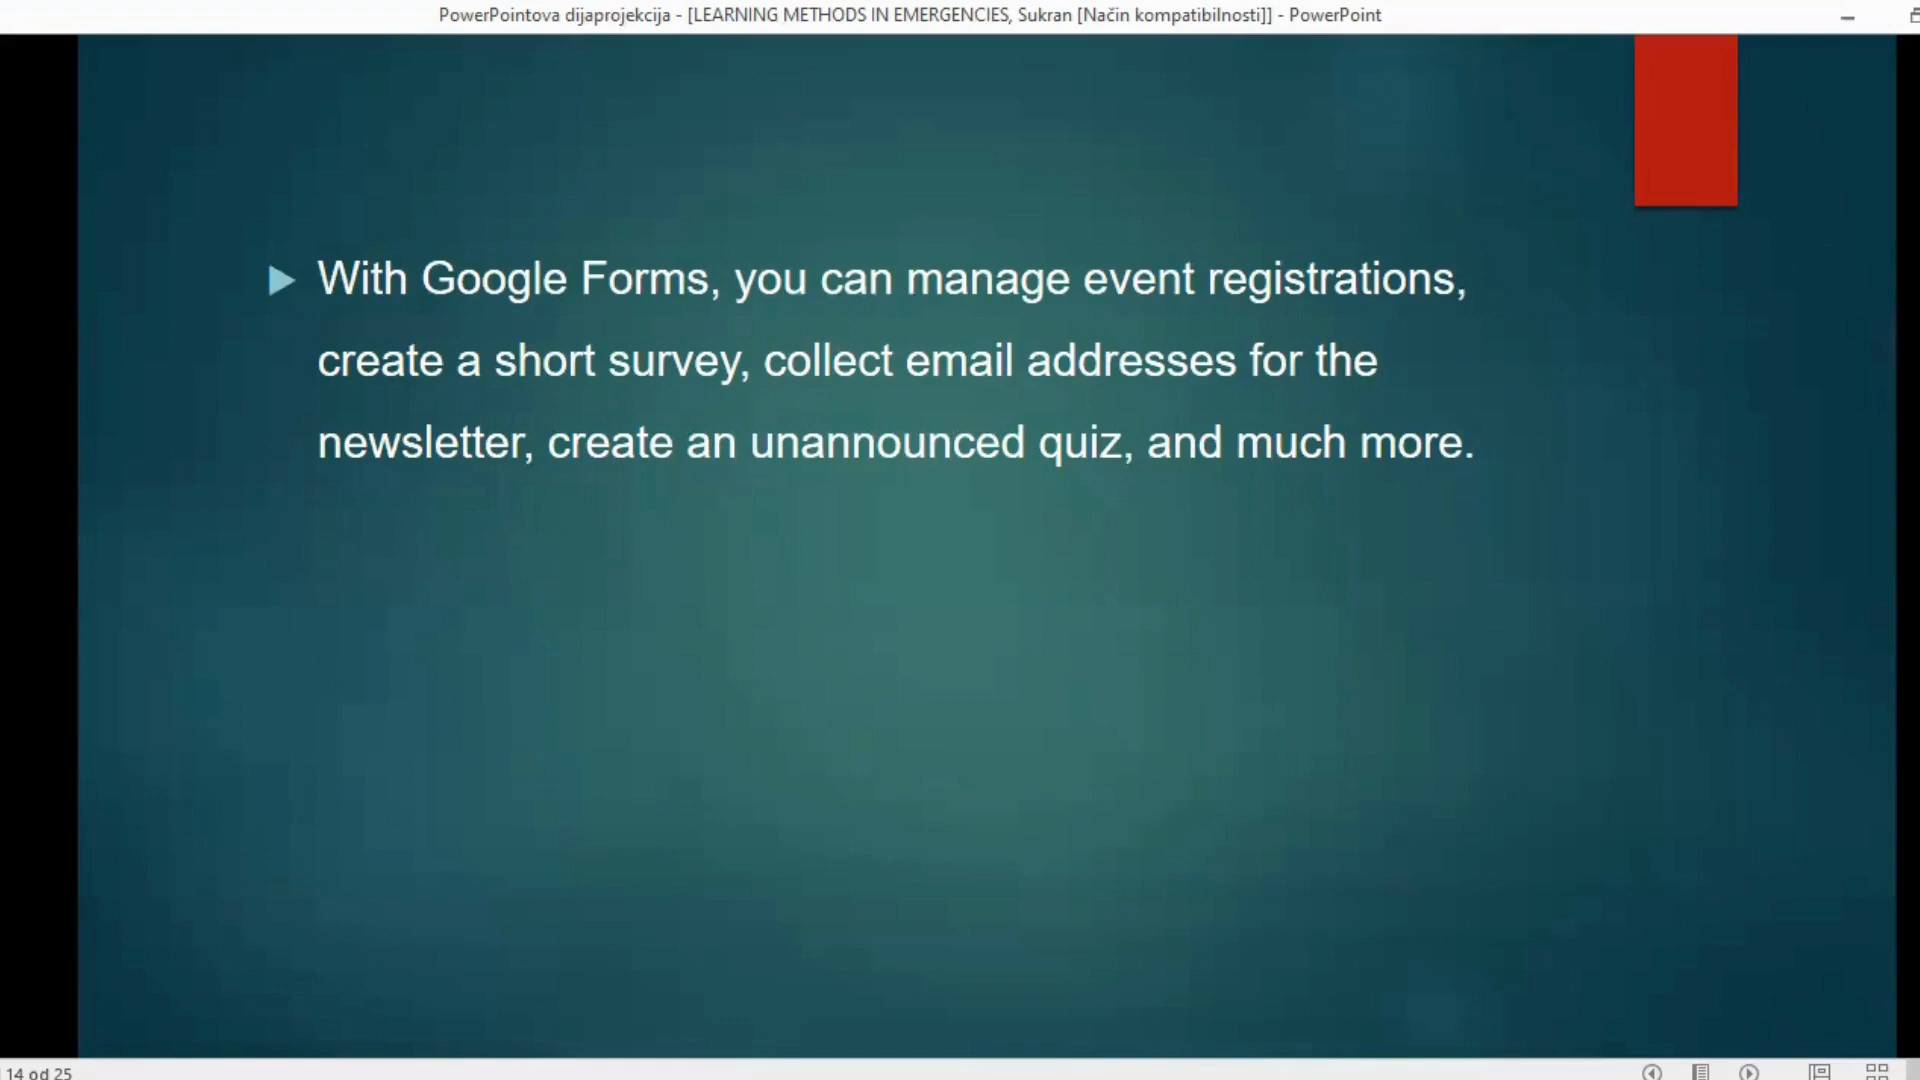 PowerPointova dijaprojekcija - [LEARNING METHODS IN EMERGENCIES, Sukran [Način kompatibilnosti]] - PowerPoint
With Google Forms, you can manage event registrations,
create a short survey, collect email addresses for the
newsletter, create an unannounced quiz, and much more.
14 od 25